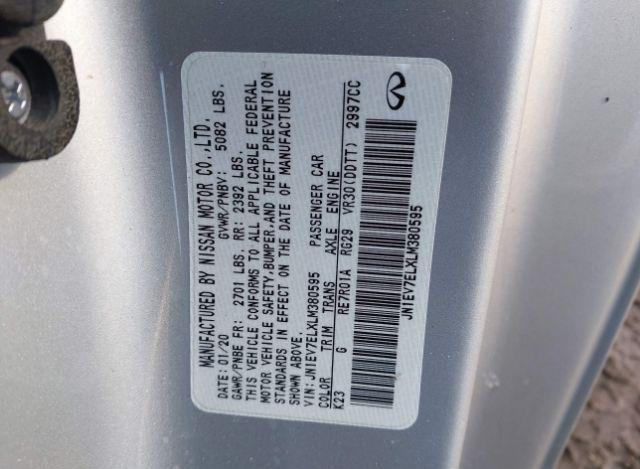 MANUFACTURED BY NISSAN MOTOR CO.,LTD.
DATE: 01/20 GVWR/PNBV: 5082 LBS.
GAWR/PNBE FR: 2701 LBS. RR: 2392 LBS.
THIS VEHICLE CONFORMS TO ALL APPLICABLE FEDERAL
MOTOR VEHICLE SAFETY,BUMPER,AND THEFT PREVENTION
STANDARDS IN EFFECT ON THE DATE OF MANUFACTURE
SHOWN ABOVE.
VIN: JN1EV7ELXLM380595 PASSENGER CAR
COLOR TRIM TRANS AXLE ENGINE
K23 G RE7R01A RG29 VR30(DDTT) 2997CC
JN1EV7ELXLM380595